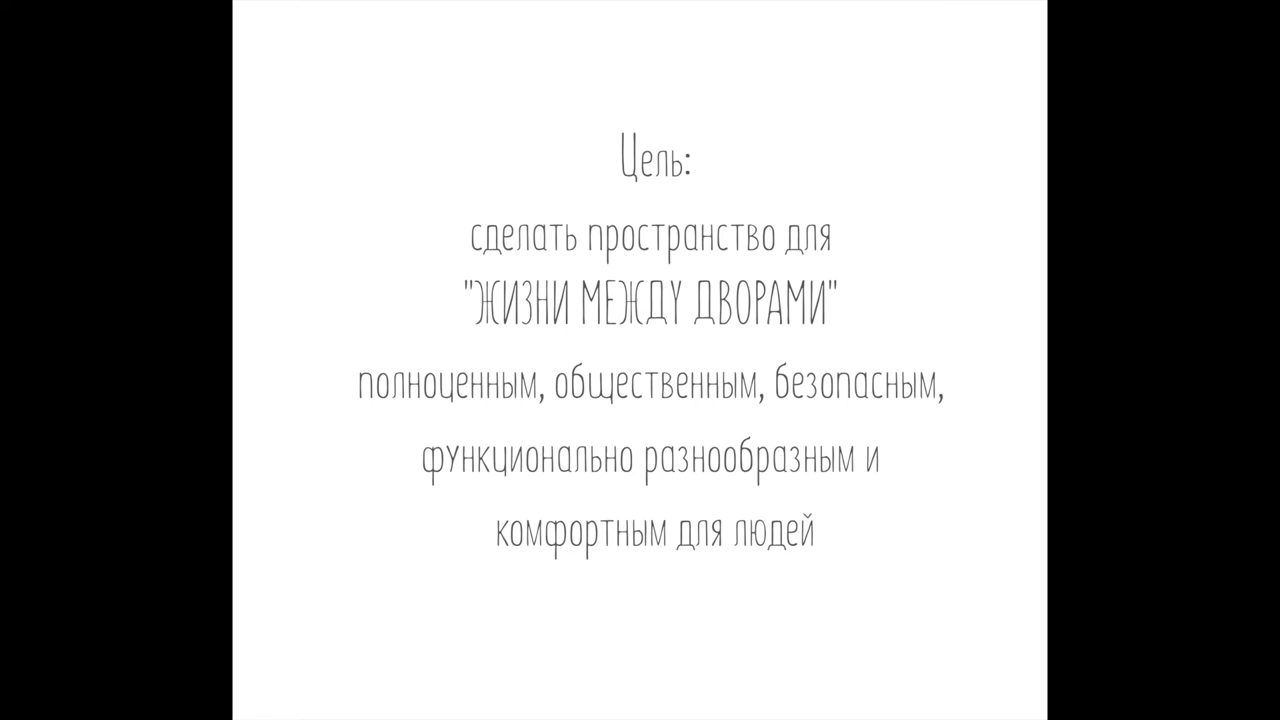 Цель:
сделать пространство для
"ЖИЗНИ МЕЖДУ ДВОРАМИ"
полноценным, общественным, безопасным,
функционально разнообразным и
комфортным для людей